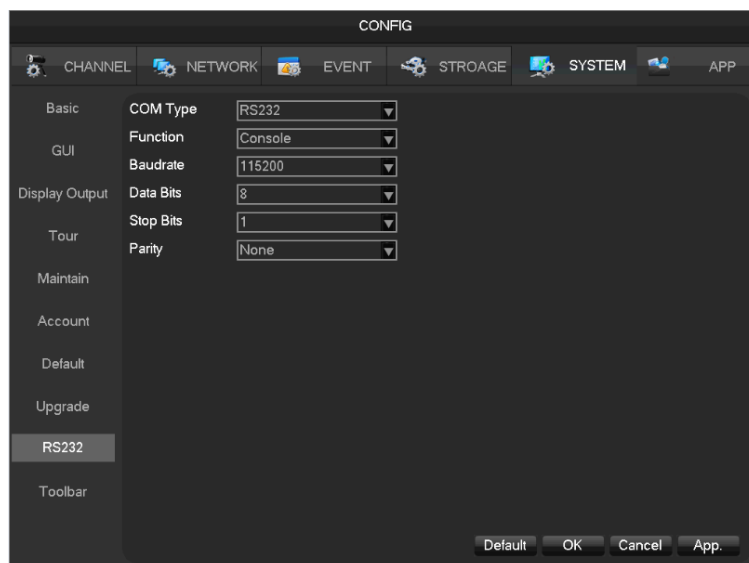 CONFIG
CHANNEL NETWORK EVENT STROAGE SYSTEM APP
Basic
GUI
Display Output
Tour
Maintain
Account
Default
Upgrade
RS232
Toolbar
COM Type RS232
Function Console
Baudrate 115200
Data Bits 8
Stop Bits 1
Parity None
Default OK Cancel App.